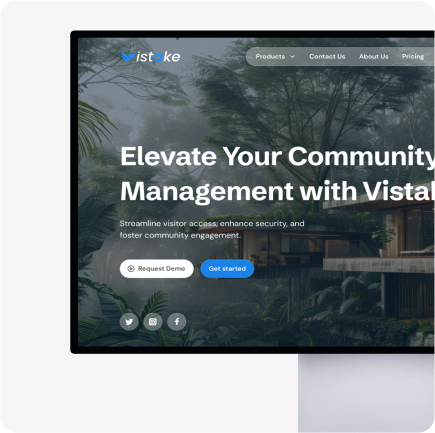 Vistake
Products
Contact Us
About Us
Pricing
Elevate Your Community
Management with Vistak
Streamline visitor access, enhance security, and
foster community engagement.
Request Demo
Get started